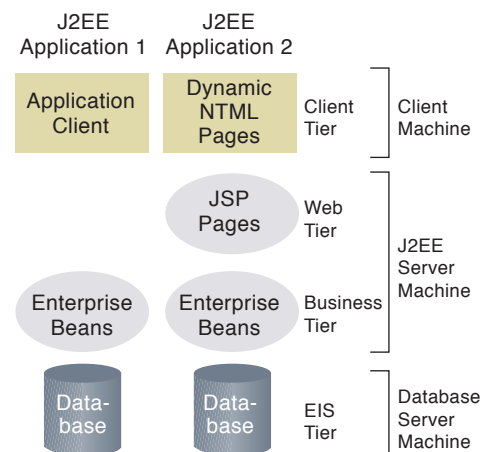 J2EE
Application 1
J2EE
Application 2
Application
Client
Dynamic
NTML
Pages
Client
Tier
Client
Machine
JSP
Pages
Web
Tier
J2EE
Server
Machine
Enterprise
Beans
Enterprise
Beans
Business
Tier
Data-
base
Data-
base
EIS
Tier
Database
Server
Machine